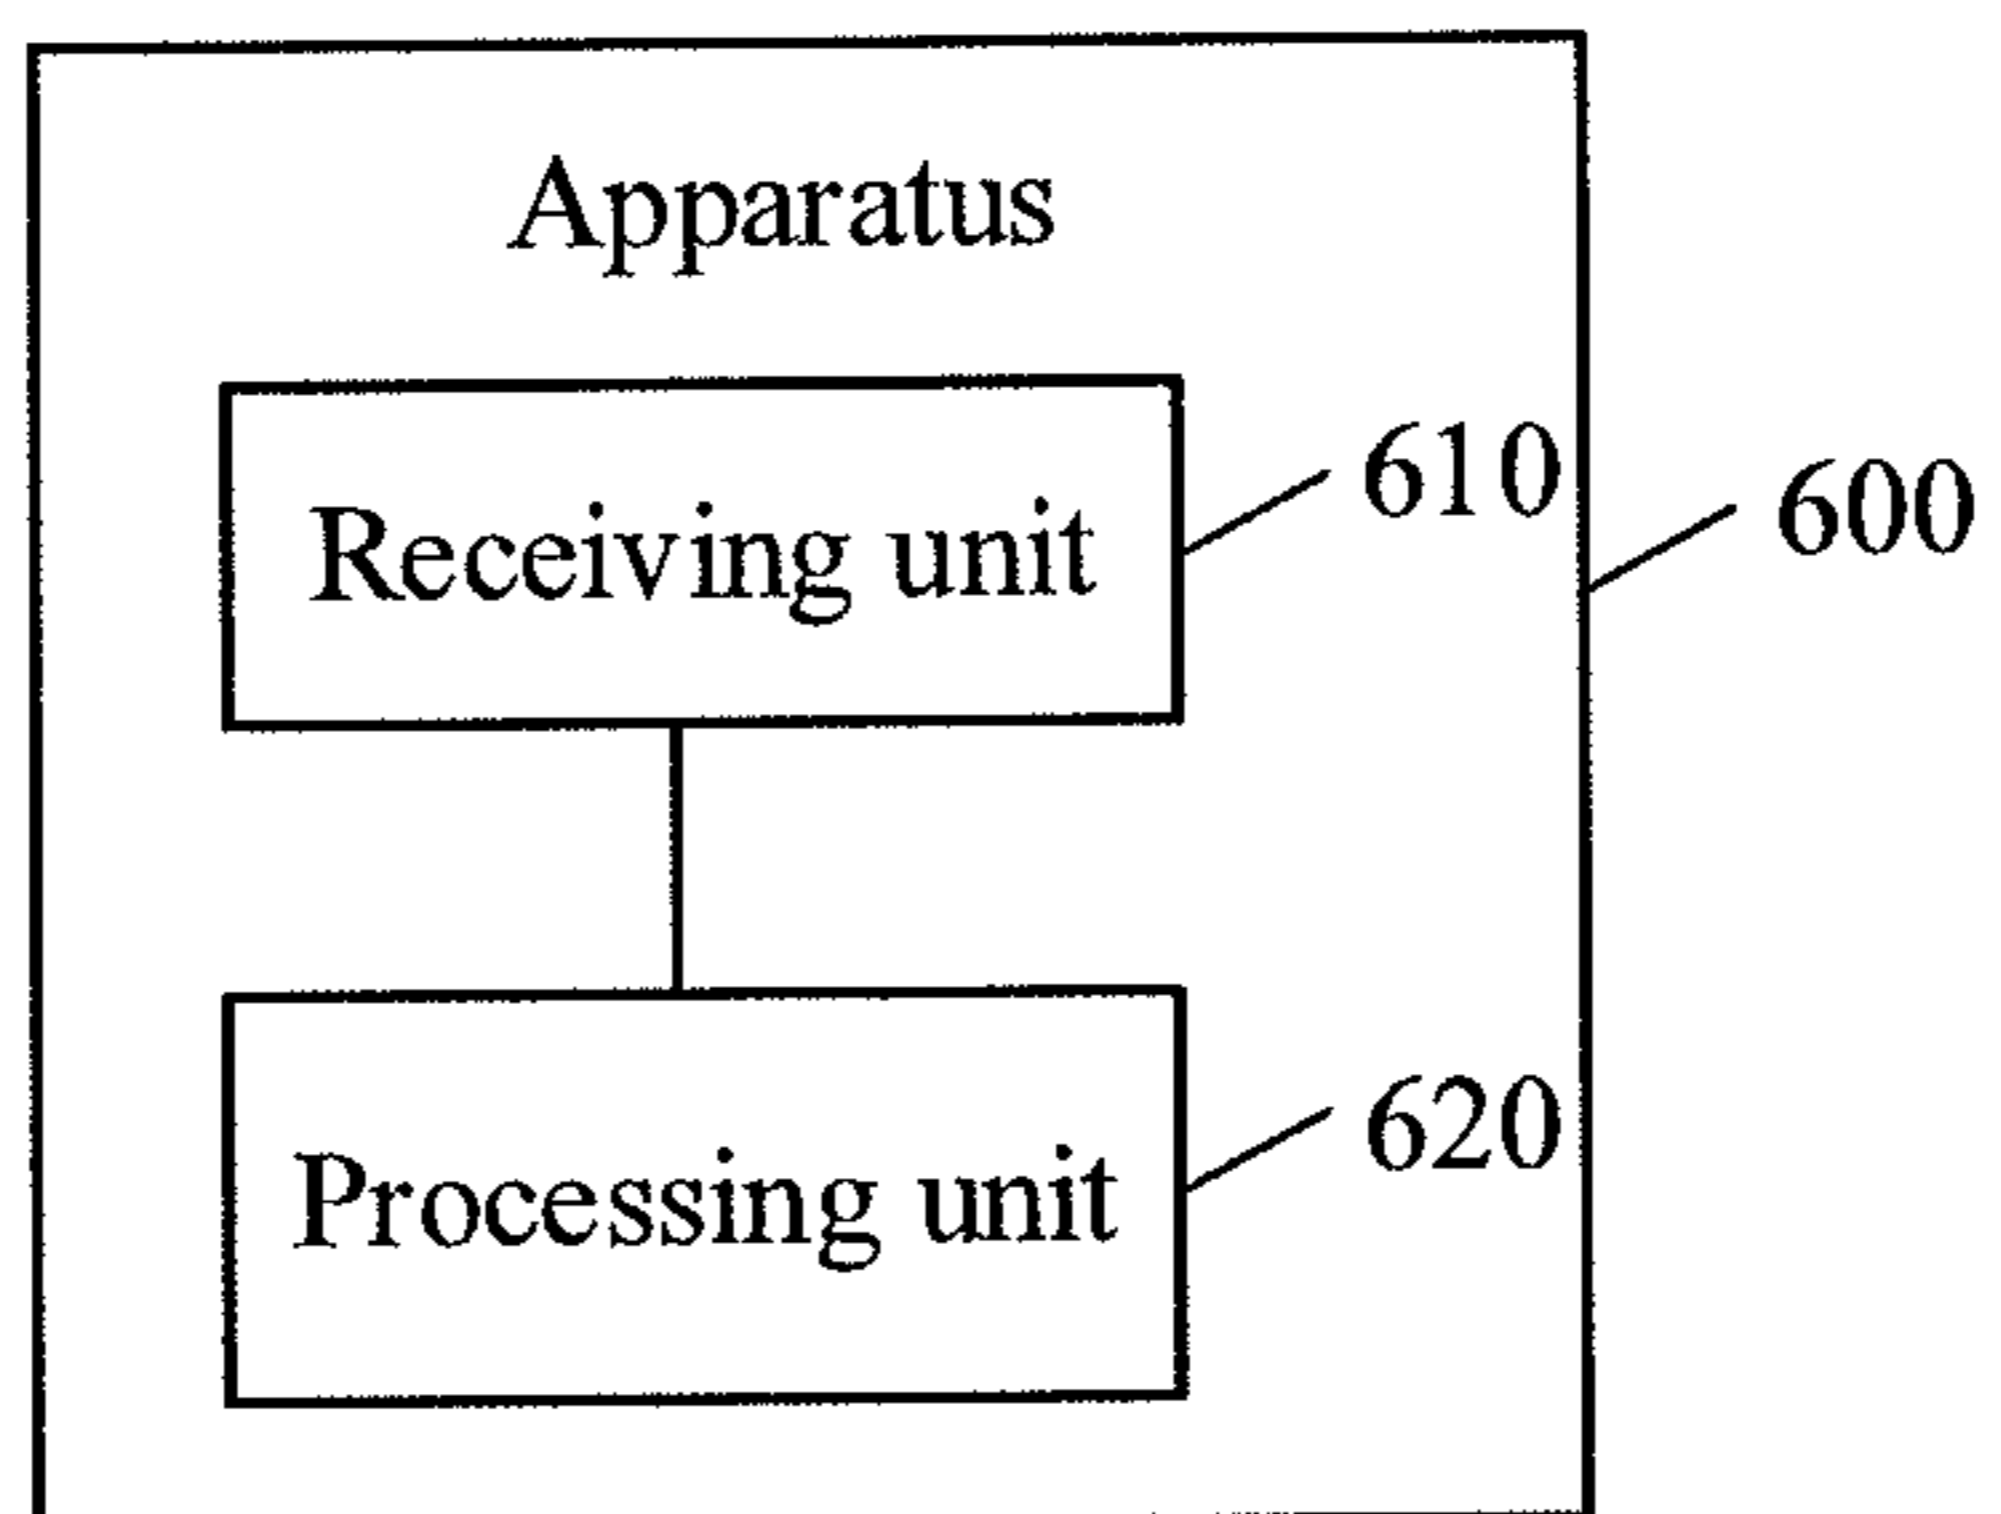 Apparatus
610
600
Receiving unit
620
Processing unit